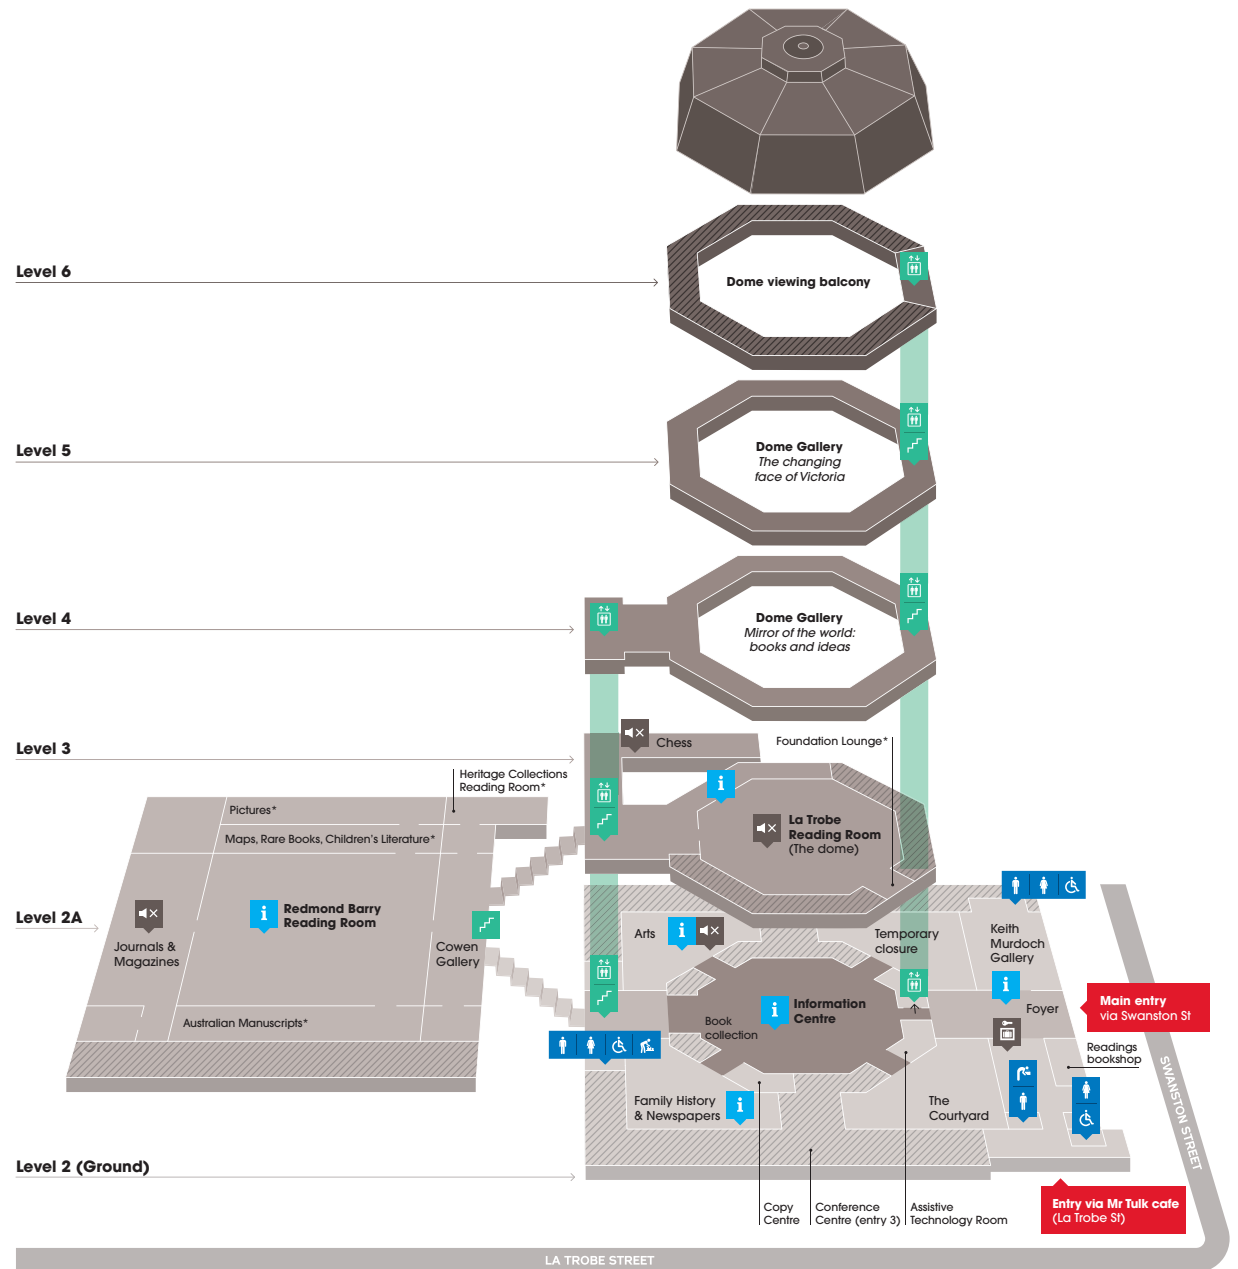 Level 6
Dome viewing balcony
Level 5
Dome Gallery
The changing
face of Victoria
Level 4
Dome Gallery
Mirror of the world:
books and ideas
Level 3
Chess
Foundation Lounge*
Heritage Collections
Reading Room*
Pictures*
Maps, Rare Books, Children's Literature*
La Trobe
Reading Room
(The dome)
Level 2A
Journals &
Magazines
Redmond Barry
Reading Room
Cowen
Gallery
Australian Manuscripts*
Arts
Temporary
closure
Keith
Murdoch
Gallery
Information
Centre
Book
collection
Foyer
Main entry
via Swanston St
Readings
bookshop
Family History
& Newspapers
The
Courtyard
SWANSTON STREET
Level 2 (Ground)
Copy
Centre
Conference
Centre (entry 3)
Assistive
Technology Room
Entry via Mr Tulk cafe
(La Trobe St)
LA TROBE STREET